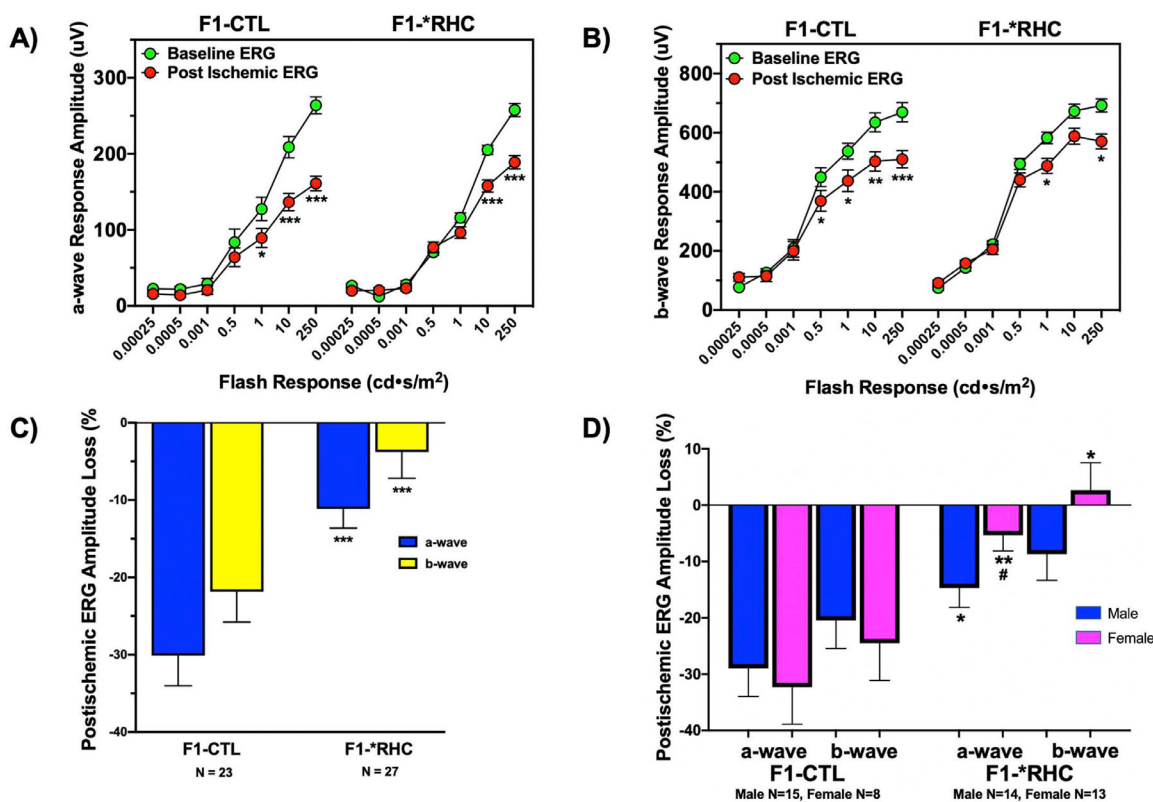 A)
F1-CTL
F1-*RHC
Baseline ERG
Post Ischemic ERG
a-wave Response Amplitude (uV)
300
200
100
0
*
***
***
***
***
0.00025
0.0005
0.001
0.5
1
10
250
0.00025
0.0005
0.001
0.5
1
10
250
Flash Response (cd•s/m²)
B)
F1-CTL
F1-*RHC
Baseline ERG
Post Ischemic ERG
b-wave Response Amplitude (uV)
800
600
400
200
0
*
*
**
***
*
*
0.00025
0.0005
0.001
0.5
1
10
250
0.00025
0.0005
0.001
0.5
1
10
250
Flash Response (cd•s/m²)
C)
Postischemic ERG Amplitude Loss (%
0
-10
-20
-30
-40
***
***
a-wave
b-wave
F1-CTL
F1-*RHC
N = 23
N = 27
D)
Postischemic ERG Amplitude Loss (%)
10
0
-10
-20
-30
-40
*
**
#
*
Male
Female
a-wave
b-wave
a-wave
b-wave
F1-CTL
F1-*RHC
Male N=15, Female N=8
Male N=14, Female N=13